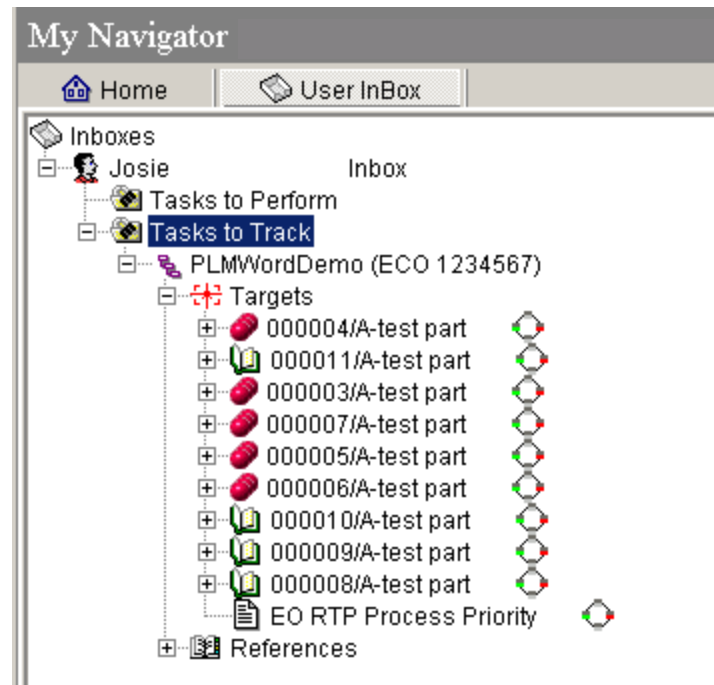 My Navigator
Home User InBox
Inboxes
Josie Inbox
Tasks to Perform
Tasks to Track
PLMWordDemo (ECO 1234567)
Targets
000004/A-test part
000011/A-test part
000003/A-test part
000007/A-test part
000005/A-test part
000006/A-test part
000010/A-test part
000009/A-test part
000008/A-test part
EO RTP Process Priority
References